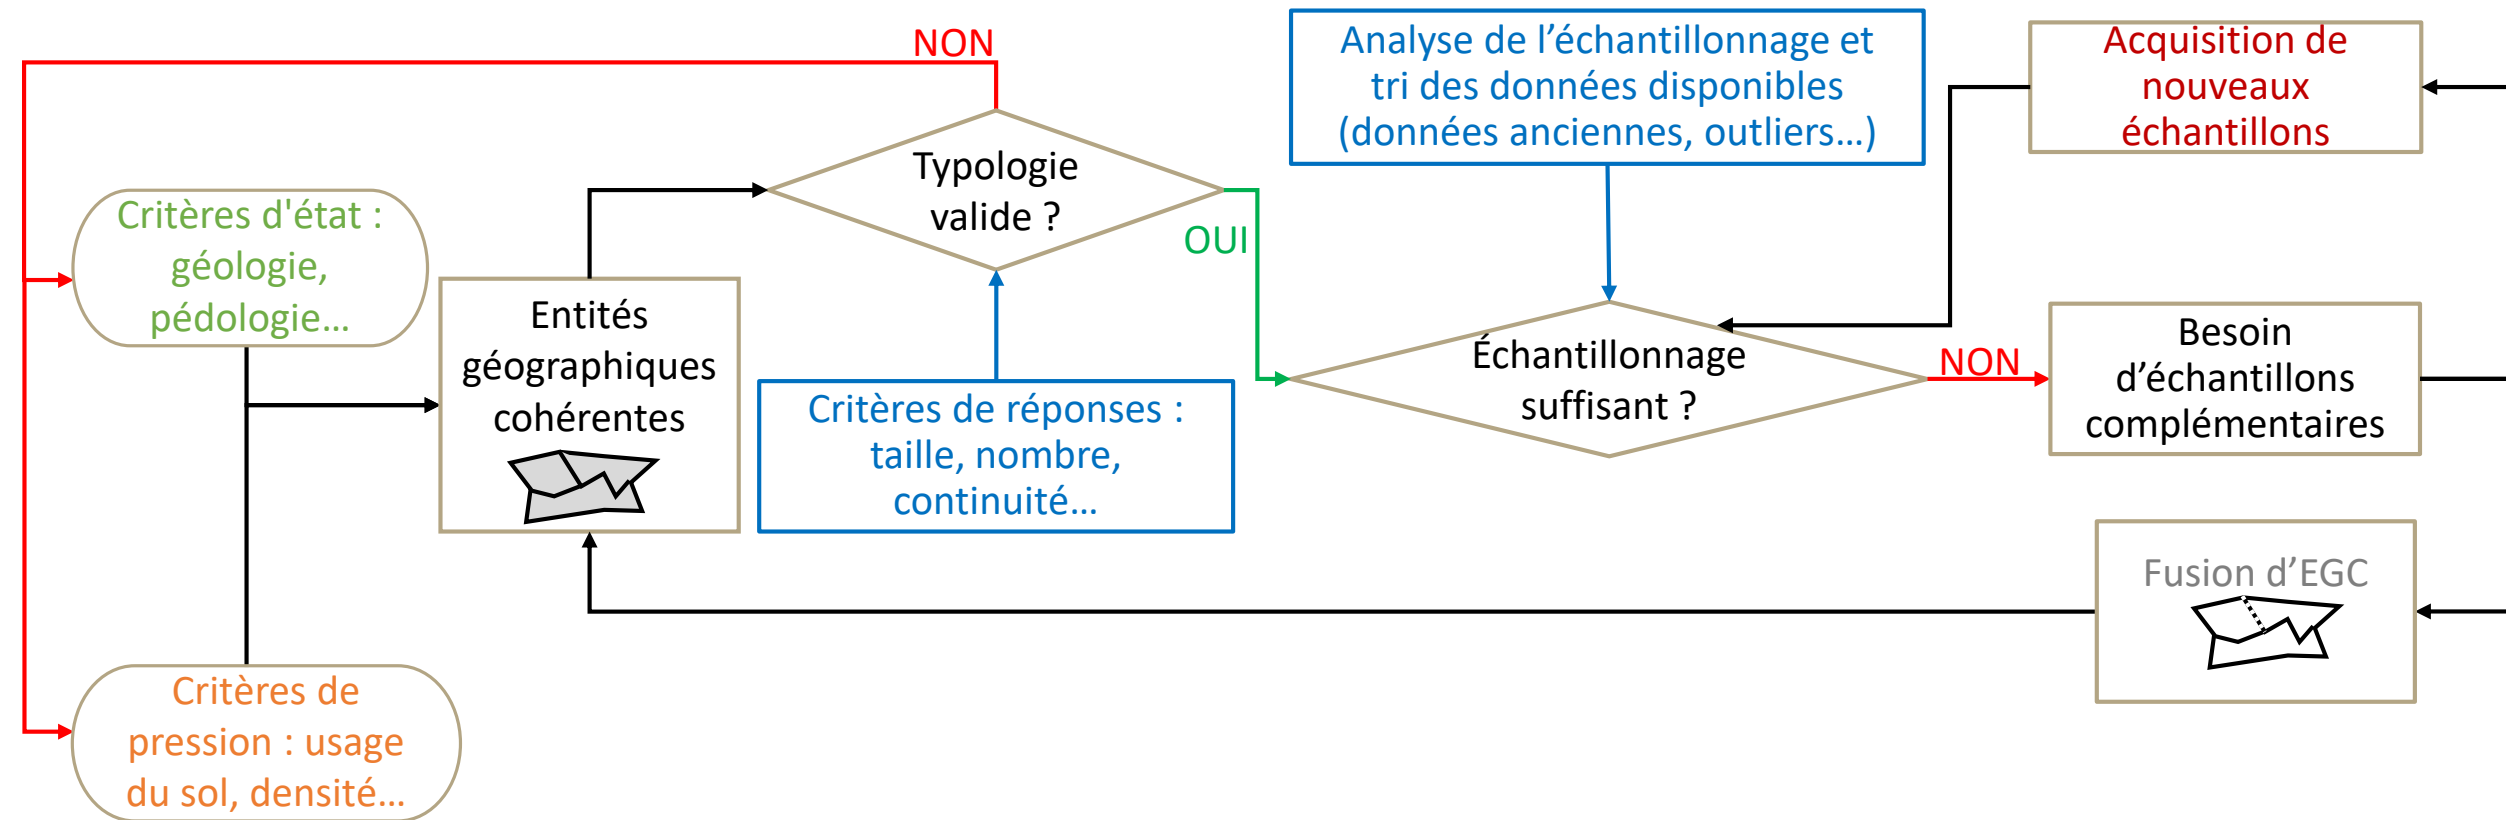 NON
Analyse de l’échantillonnage et
tri des données disponibles
(données anciennes, outliers...)
Acquisition de
nouveaux
échantillons
Typologie
valide ?
OUI
Critères d'état :
géologie,
pédologie...
Entités
géographiques
cohérentes
Critères de réponses :
taille, nombre,
continuité...
Échantillonnage
suffisant ?
NON
Besoin
d’échantillons
complémentaires
Fusion d’EGC
Critères de
pression : usage
du sol, densité...